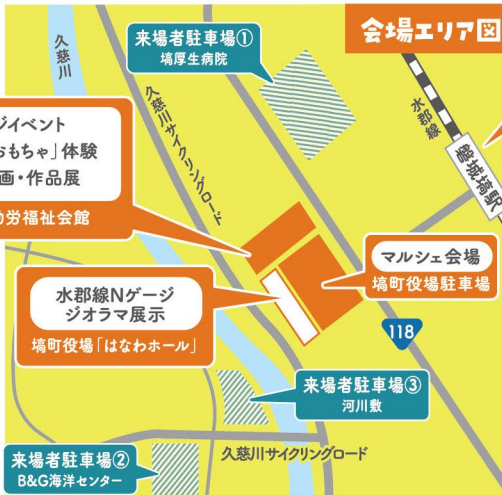 会場エリア図
来場者駐車場①
塙厚生病院
久慈川
久慈川サイクリングロード
水郡線
磐城塙駅
ジイベント
おもちゃ」体験
画・作品展
労福祉会館
マルシェ会場
塙町役場駐車場
水郡線Nゲージ
ジオラマ展示
塙町役場「はなわホール」
118
来場者駐車場③
河川敷
久慈川サイクリングロード
来場者駐車場②
B&G海洋センター